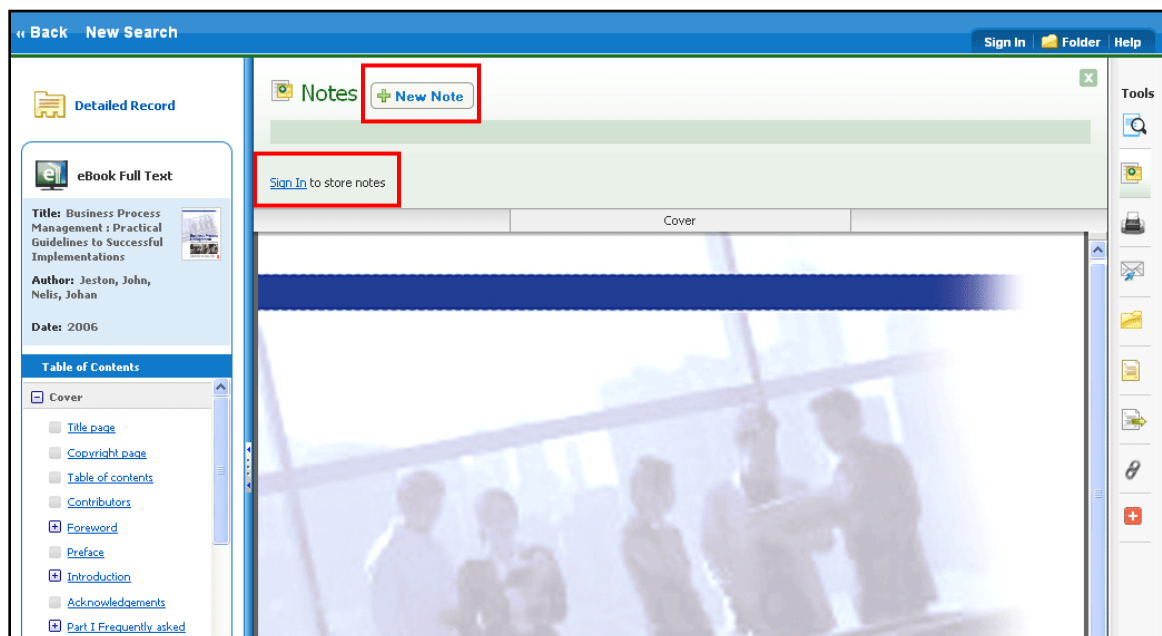 ‹‹ Back New Search
Sign In Folder Help
Detailed Record
eBook Full Text
Title: Business Process
Management : Practical
Guidelines to Successful
Implementations
Author: Jeston, John,
Nelis, Johan
Date: 2006
Table of Contents
Cover
Title page
Copyright page
Table of contents
Contributors
Foreword
Preface
Introduction
Acknowledgements
Part I Frequently asked
Notes New Note
Sign In to store notes
Cover
Tools